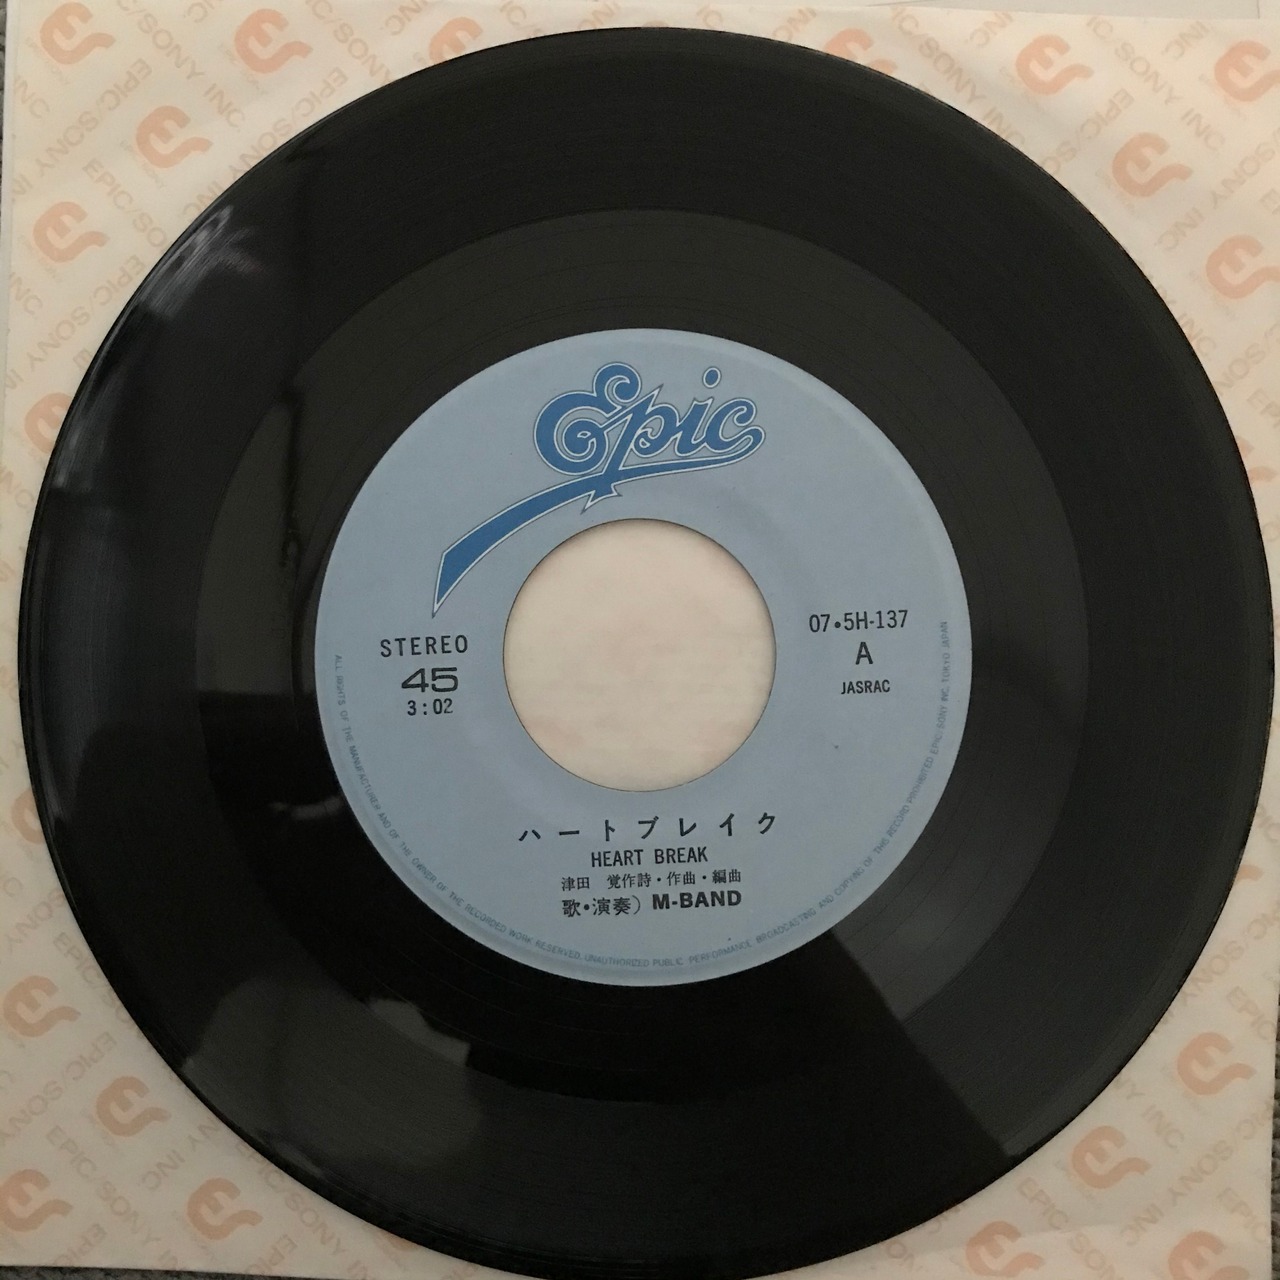 Epic
STEREO
45
3:02
07・5H-137
A
JASRAC
ハートブレイク
HEART BREAK
津田 覚作詩・作曲・編曲
歌・演奏) M-BAND
ALL RIGHTS OF THE MANUFACTURER AND OF THE OWNER OF THE RECORDED WORK RESERVED. UNAUTHORIZED PUBLIC PERFORMANCE BROADCASTING AND COPYING OF THIS RECORD PROHIBITED EPIC/SONY INC. TOKYO JAPAN
EPIC/SONY INC